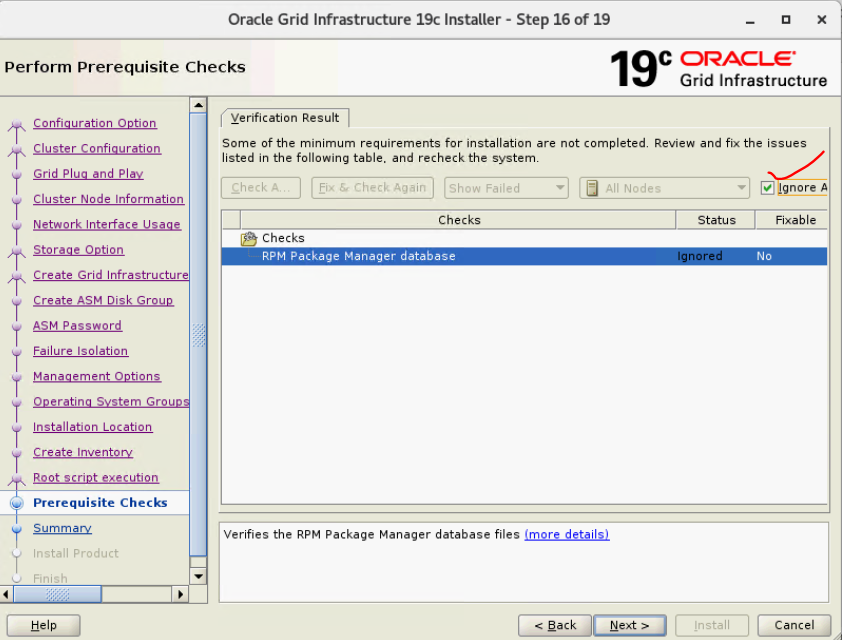 Oracle Grid Infrastructure 19c Installer - Step 16 of 19
Perform Prerequisite Checks
19c ORACLE
Grid Infrastructure
Configuration Option
Cluster Configuration
Grid Plug and Play
Cluster Node Information
Network Interface Usage
Storage Option
Create Grid Infrastructure
Create ASM Disk Group
ASM Password
Failure Isolation
Management Options
Operating System Groups
Installation Location
Create Inventory
Root script execution
Prerequisite Checks
Summary
Install Product
Finish
Verification Result
Some of the minimum requirements for installation are not completed. Review and fix the issues
listed in the following table, and recheck the system.
Check A... Fix & Check Again Show Failed All Nodes Ignore A
Checks Status Fixable
Checks
RPM Package Manager database Ignored No
Verifies the RPM Package Manager database files (more details)
Help < Back Next > Install Cancel